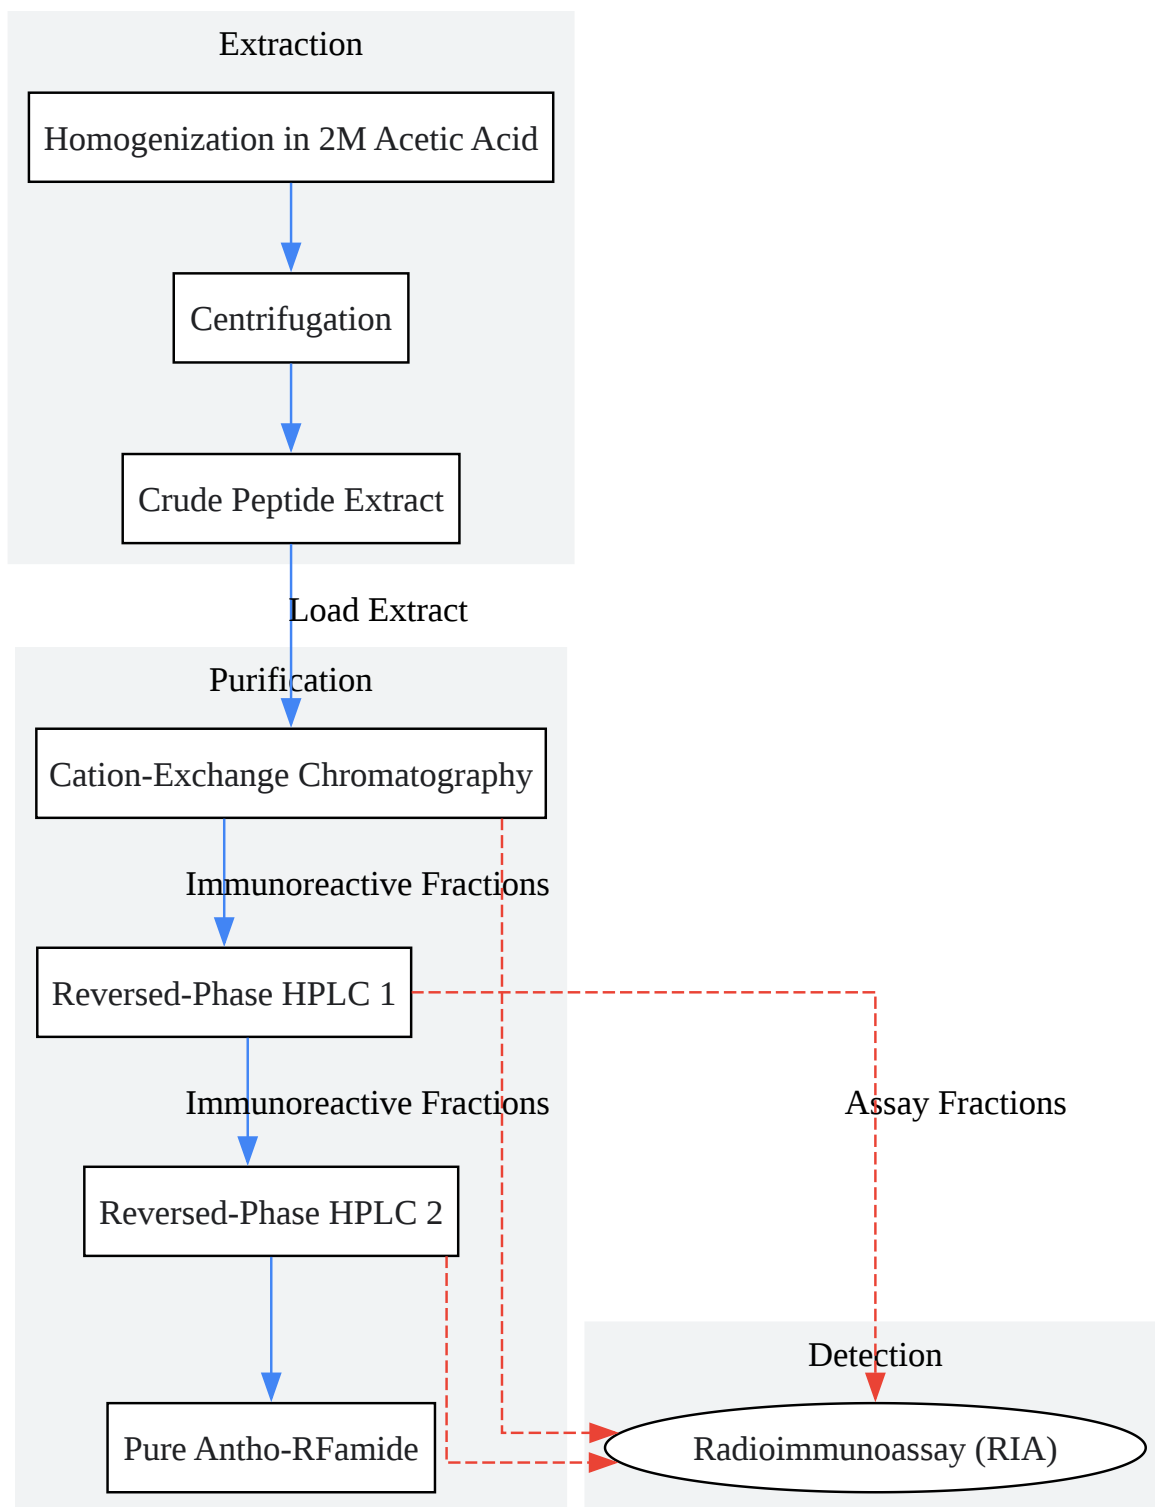 Extraction
Homogenization in 2M Acetic Acid
Centrifugation
Crude Peptide Extract
Load Extract
Purification
Cation-Exchange Chromatography
Immunoreactive Fractions
Reversed-Phase HPLC 1
Immunoreactive Fractions
Assay Fractions
Reversed-Phase HPLC 2
Detection
Pure Antho-RFamide
Radioimmunoassay (RIA)